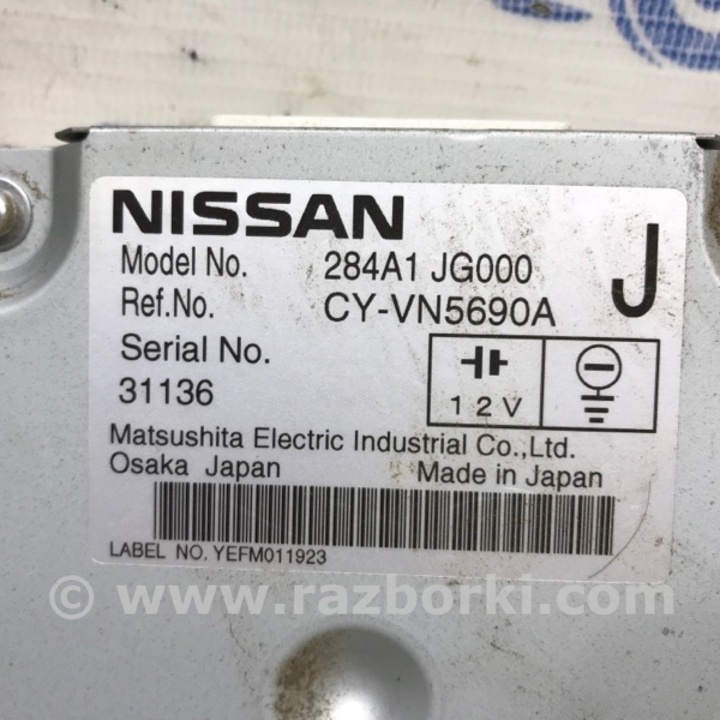 NISSAN
Model No. 284A1 JG000
Ref.No. CY-VN5690A
J
Serial No.
31136
12V
Matsushita Electric Industrial Co.,Ltd.
Osaka Japan Made in Japan
LABEL NO. YEFM011923
© www.razborki.com